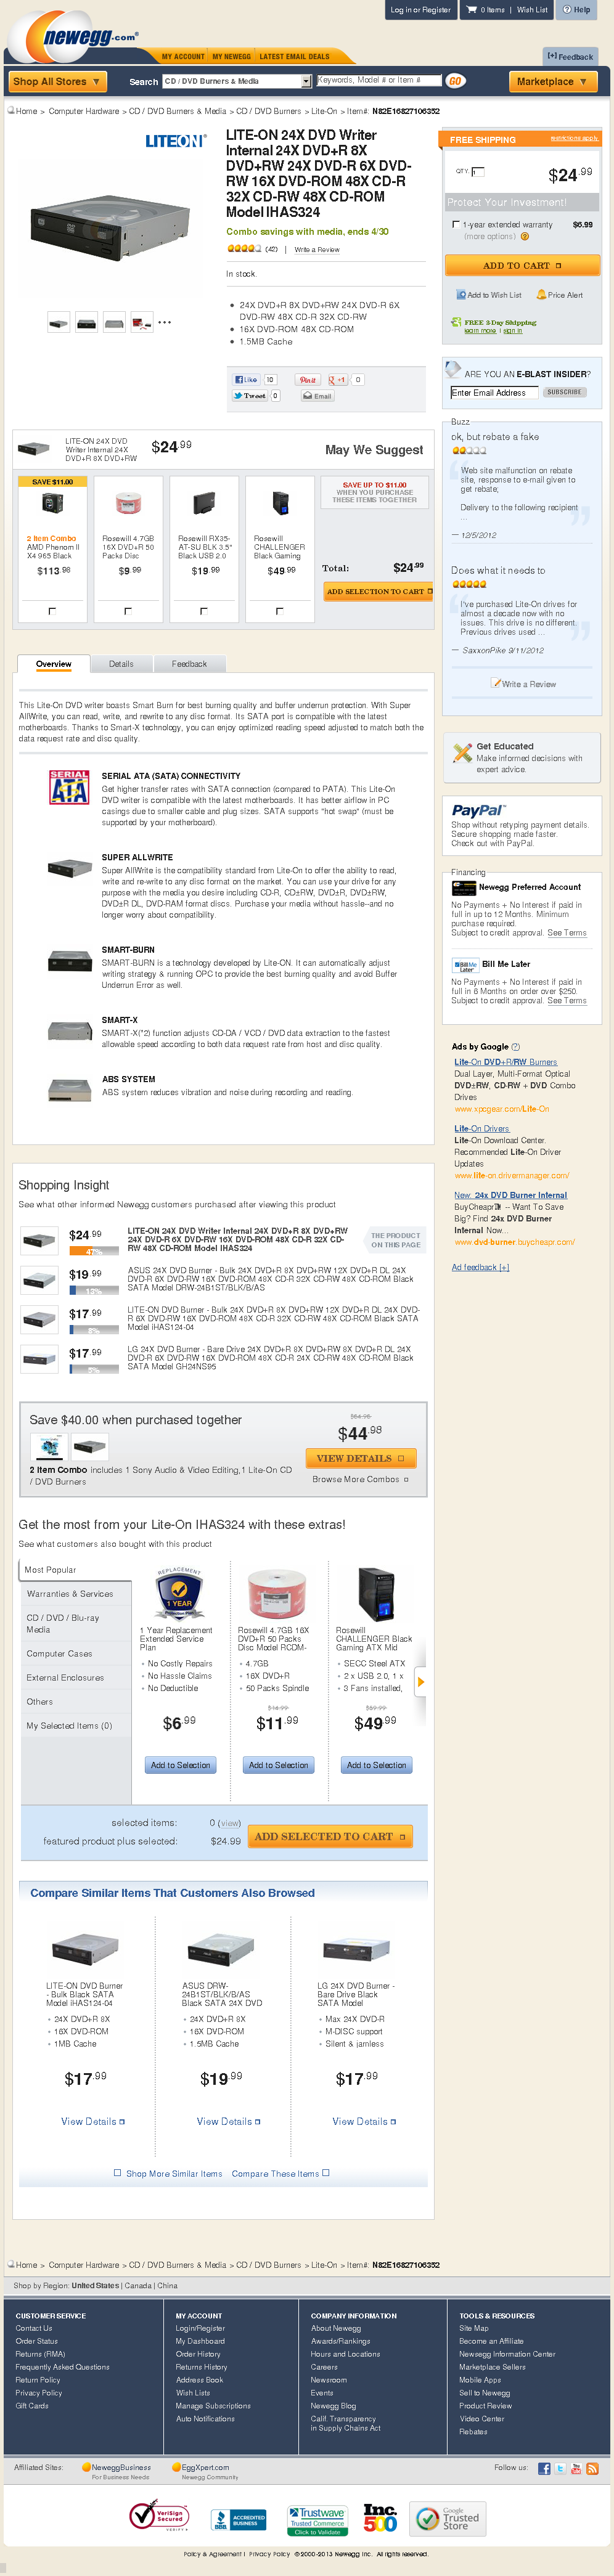 Log in or Register
0 Items | Wish List
Help
newegg.com
MY ACCOUNT
MY NEWEGG
LATEST EMAIL DEALS
[+] Feedback
Shop All Stores
Search
CD / DVD Burners & Media
Keywords, Model # or Item #
GO
Marketplace
Home > Computer Hardware > CD / DVD Burners & Media > CD / DVD Burners > Lite-On > Item#: N82E16827106352
LITEON
LITE-ON 24X DVD Writer
Internal 24X DVD+R 8X
DVD+RW 24X DVD-R 6X DVD-
RW 16X DVD-ROM 48X CD-R
32X CD-RW 48X CD-ROM
Model iHAS324
Combo savings with media, ends 4/30
(42) | Write a Review
In stock.
24X DVD+R 8X DVD+RW 24X DVD-R 6X
DVD-RW 48X CD-R 32X CD-RW
16X DVD-ROM 48X CD-ROM
1.5MB Cache
Like 10
Pin it
+1 0
Tweet 0
Email
FREE SHIPPING
restrictions apply
QTY. 1
$24.99
Protect Your Investment!
1-year extended warranty $6.99
(more options)
ADD TO CART
Add to Wish List
Price Alert
FREE 3 Day Shipping
learn more | sign in
ARE YOU AN E-BLAST INSIDER?
Enter Email Address
SUBSCRIBE
Buzz
ok, but rebate a fake
Web site malfunction on rebate
site, response to e-mail given to
get rebate;
Delivery to the following recipient
...
— 12/5/2012
Does what it needs to
I've purchased Lite-On drives for
almost a decade now with no
issues. This drive is no different.
Previous drives used ...
— SaxxonPike 9/11/2012
Write a Review
LITE-ON 24X DVD
Writer Internal 24X
DVD+R 8X DVD+RW
$24.99
May We Suggest
SAVE $11.00
2 Item Combo
AMD Phenom II
X4 965 Black
$113.98
Rosewill 4.7GB
16X DVD+R 50
Packs Disc
$9.99
Rosewill RX35-
AT-SU BLK 3.5"
Black USB 2.0
$19.99
Rosewill
CHALLENGER
Black Gaming
$49.99
SAVE UP TO $11.00
WHEN YOU PURCHASE
THESE ITEMS TOGETHER
Total: $24.99
ADD SELECTION TO CART
Overview
Details
Feedback
This Lite-On DVD writer boasts Smart Burn for best burning quality and buffer underrun protection. With Super
AllWrite, you can read, write, and rewrite to any disc format. Its SATA port is compatible with the latest
motherboards. Thanks to Smart-X technology, you can enjoy optimized reading speed adjusted to match both the
data request rate and disc quality.
SERIAL ATA
SERIAL ATA (SATA) CONNECTIVITY
Get higher transfer rates with SATA connection (compared to PATA). This Lite-On
DVD writer is compatible with the latest motherboards. It has better airflow in PC
casings due to smaller cable and plug sizes. SATA supports "hot swap" (must be
supported by your motherboard).
SUPER ALLWRITE
Super AllWrite is the compatibility standard from Lite-On to offer the ability to read,
write and re-write to any disc format on the market. You can use your drive for any
purpose with the media you desire including CD-R, CD±RW, DVD±R, DVD±RW,
DVD±R DL, DVD-RAM format discs. Purchase your media without hassle--and no
longer worry about compatibility.
SMART-BURN
SMART-BURN is a technology developed by Lite-ON. It can automatically adjust
writing strategy & running OPC to provide the best burning quality and avoid Buffer
Underrun Error as well.
SMART-X
SMART-X(*2) function adjusts CD-DA / VCD / DVD data extraction to the fastest
allowable speed according to both data request rate from host and disc quality.
ABS SYSTEM
ABS system reduces vibration and noise during recording and reading.
Get Educated
Make informed decisions with
expert advice.
PayPal
Shop without retyping payment details.
Secure shopping made faster.
Check out with PayPal.
Financing
Newegg Preferred Account
No Payments + No Interest if paid in
full in up to 12 Months. Minimum
purchase required.
Subject to credit approval. See Terms
Bill Me Later
Bill Me Later
No Payments + No Interest if paid in
full in 6 Months on order over $250.
Subject to credit approval. See Terms
Ads by Google
Lite-On DVD+R/RW Burners
Dual Layer, Multi-Format Optical
DVD±RW, CD-RW + DVD Combo
Drives
www.xpcgear.com/Lite-On
Lite-On Drivers
Lite-On Download Center.
Recommended Lite-On Driver
Updates
www.lite-on.drivermanager.com/
New: 24x DVD Burner Internal
-- Want To Save
Big? Find 24x DVD Burner
Internal Now...
www.dvd-burner.buycheapr.com/
Ad feedback [+]
Shopping Insight
See what other informed Newegg customers purchased after viewing this product
$24.99
47%
LITE-ON 24X DVD Writer Internal 24X DVD+R 8X DVD+RW
24X DVD-R 6X DVD-RW 16X DVD-ROM 48X CD-R 32X CD-
RW 48X CD-ROM Model iHAS324
THE PRODUCT
ON THIS PAGE
$19.99
13%
ASUS 24X DVD Burner - Bulk 24X DVD+R 8X DVD+RW 12X DVD+R DL 24X
DVD-R 6X DVD-RW 16X DVD-ROM 48X CD-R 32X CD-RW 48X CD-ROM Black
SATA Model DRW-24B1ST/BLK/B/AS
$17.99
8%
LITE-ON DVD Burner - Bulk 24X DVD+R 8X DVD+RW 12X DVD+R DL 24X DVD-
R 6X DVD-RW 16X DVD-ROM 48X CD-R 32X CD-RW 48X CD-ROM Black SATA
Model iHAS124-04
$17.99
5%
LG 24X DVD Burner - Bare Drive 24X DVD+R 8X DVD+RW 8X DVD+R DL 24X
DVD-R 6X DVD-RW 16X DVD-ROM 48X CD-R 24X CD-RW 48X CD-ROM Black
SATA Model GH24NS95
Save $40.00 when purchased together
$84.98
$44.98
VIEW DETAILS
2 Item Combo includes 1 Sony Audio & Video Editing,1 Lite-On CD
/ DVD Burners
Browse More Combos
Get the most from your Lite-On iHAS324 with these extras!
See what customers also bought with this product
Most Popular
Warranties & Services
CD / DVD / Blu-ray
Media
Computer Cases
External Enclosures
Others
My Selected Items (0)
REPLACEMENT
1 YEAR
1 Year Replacement
Extended Service
Plan
No Costly Repairs
No Hassle Claims
No Deductible
$6.99
Add to Selection
Rosewill 4.7GB 16X
DVD+R 50 Packs
Disc Model RCDM-
4.7GB
16X DVD+R
50 Packs Spindle
$14.99
$11.99
Add to Selection
Rosewill
CHALLENGER Black
Gaming ATX Mid
SECC Steel ATX
2 x USB 2.0, 1 x
3 Fans installed,
$59.99
$49.99
Add to Selection
selected items: 0 (view)
featured product plus selected: $24.99
ADD SELECTED TO CART
Compare Similar Items That Customers Also Browsed
LITE-ON DVD Burner
- Bulk Black SATA
Model iHAS124-04
24X DVD+R 8X
16X DVD-ROM
1MB Cache
$17.99
View Details
ASUS DRW-
24B1ST/BLK/B/AS
Black SATA 24X DVD
24X DVD+R 8X
16X DVD-ROM
1.5MB Cache
$19.99
View Details
LG 24X DVD Burner -
Bare Drive Black
SATA Model
Max 24X DVD-R
M-DISC support
Silent & jamless
$17.99
View Details
Shop More Similar Items
Compare These Items
Home > Computer Hardware > CD / DVD Burners & Media > CD / DVD Burners > Lite-On > Item#: N82E16827106352
Shop by Region: United States | Canada | China
CUSTOMER SERVICE
Contact Us
Order Status
Returns (RMA)
Frequently Asked Questions
Return Policy
Privacy Policy
Gift Cards
MY ACCOUNT
Login/Register
My Dashboard
Order History
Returns History
Address Book
Wish Lists
Manage Subscriptions
Auto Notifications
COMPANY INFORMATION
About Newegg
Awards/Rankings
Hours and Locations
Careers
Newsroom
Events
Newegg Blog
Calif. Transparency
in Supply Chains Act
TOOLS & RESOURCES
Site Map
Become an Affiliate
Newsegg Information Center
Marketplace Sellers
Mobile Apps
Sell to Newegg
Product Review
Video Center
Rebates
Affiliated Sites:
NeweggBusiness
For Business Needs
EggXpert.com
Newegg Community
Follow us:
VeriSign
Secured
VERIFY
BBB
ACCREDITED
BUSINESS
Trustwave
Trusted Commerce
Click to Validate
Inc.
500
Google
Trusted
Store
Policy & Agreement | Privacy Policy © 2000-2013 Newegg Inc. All rights reserved.